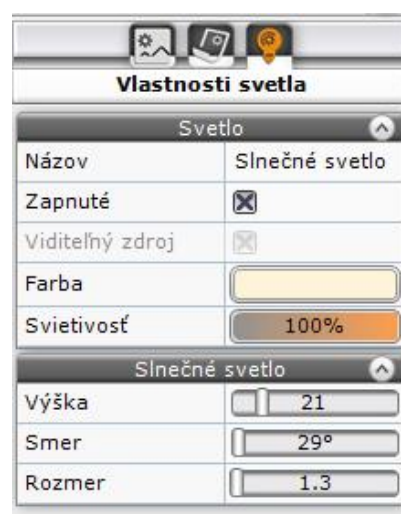 Vlastnosti svetla
Svetlo
Názov Slnečné svetlo
Zapnuté
Viditeľný zdroj
Farba
Svietivosť 100%
Slnečné svetlo
Výška 21
Smer 29°
Rozmer 1.3